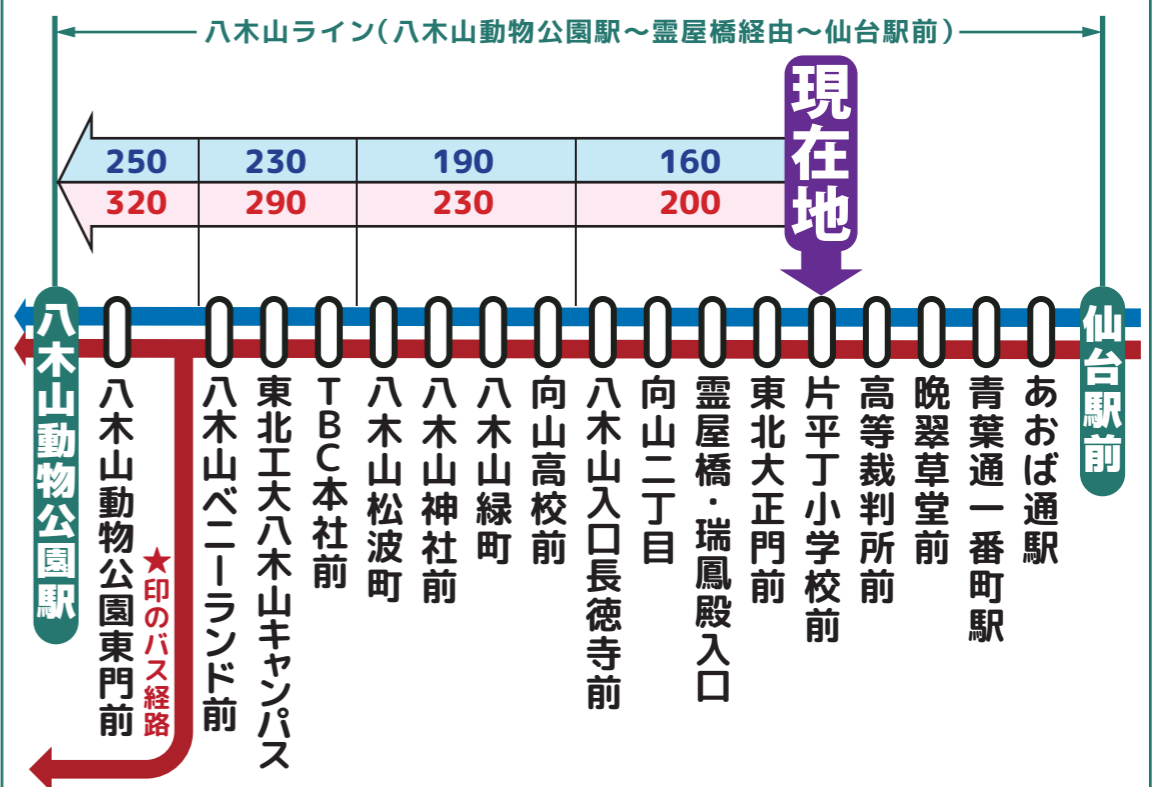 八木山ライン(八木山動物公園駅〜霊屋橋経由〜仙台駅前)
現在地
250 230 190 160
320 290 230 200
八木山動物公園駅
八木山動物公園東門前
★印のバス経路
八木山ベニーランド前
東北工大八木山キャンパス
TBC本社前
八木山松波町
八木山神社前
八木山緑町
向山高校前
八木山入口長徳寺前
向山二丁目
霊屋橋・瑞鳳殿入口
東北大正門前
片平丁小学校前
高等裁判所前
晩翠草堂前
青葉通一番町駅
あおば通駅
仙台駅前